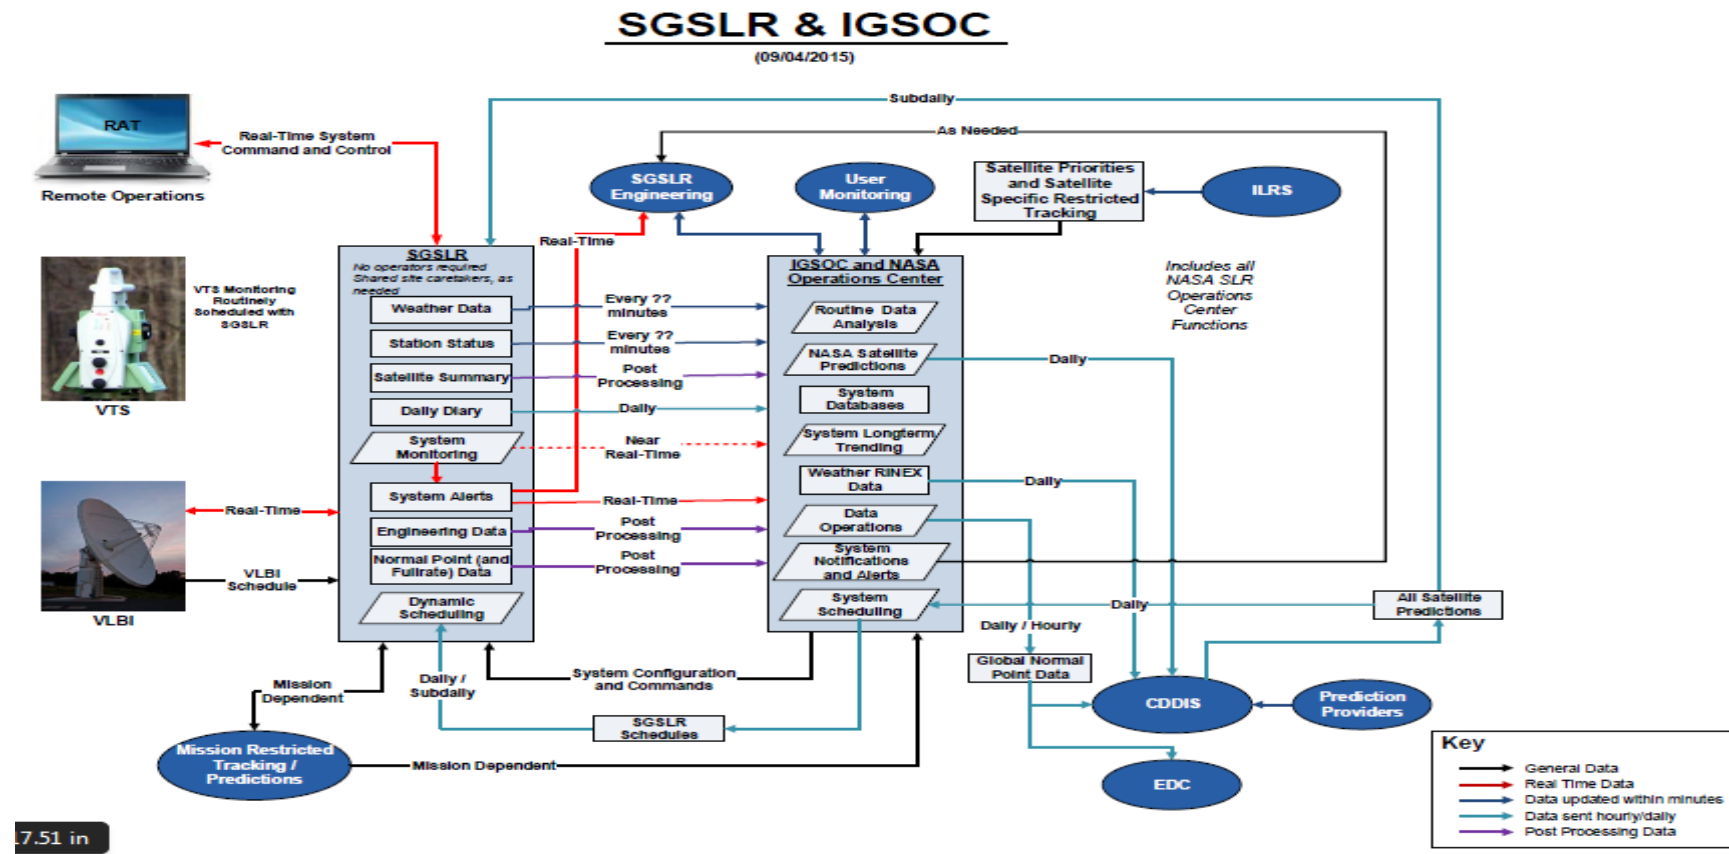 SGSLR & IGSOC
(09/04/2015)
Subdaily
RAT
Real-Time System
Command and Control
Remote Operations
As Needed
SGSLR
Engineering
User
Monitoring
Satellite Priorities
and Satellite
Specific Restricted
Tracking
ILRS
Real-Time
VTS Monitoring
Routinely
Scheduled with
SGSLR
VTS
SGSLR
No operators required
Shared site caretakers, as
needed
Weather Data
Station Status
Satellite Summary
Daily Diary
System
Monitoring
System Alerts
Engineering Data
Normal Point (and
Fullrate) Data
Dynamic
Scheduling
Every ??
minutes
Every ??
minutes
Post
Processing
Daily
Near
Real-Time
Real-Time
Post
Processing
Post
Processing
IGSOC and NASA
Operations Center
Routine Data
Analysis
NASA Satellite
Predictions
System
Databases
System Longterm
Trending
Weather RINEX
Data
Data
Operations
System
Notifications
and Alerts
System
Scheduling
Includes all
NASA SLR
Operations
Center
Functions
Daily
Daily
Daily
All Satellite
Predictions
Real-Time
VLBI
Schedule
VLBI
Daily / Hourly
Global Normal
Point Data
Mission
Dependent
Daily /
Subdaily
System Configuration
and Commands
SGSLR
Schedules
CDDIS
Prediction
Providers
Mission Restricted
Tracking /
Predictions
Mission Dependent
EDC
Key
General Data
Real Time Data
Data updated within minutes
Data sent hourly/daily
Post Processing Data
17.51 in